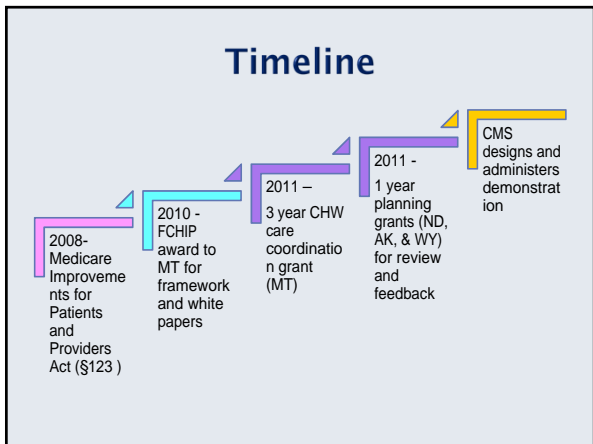 Timeline
2008-
Medicare
Improveme
nts for
Patients
and
Providers
Act (§123 )
2010 -
FCHIP
award to
MT for
framework
and white
papers
2011 –
3 year CHW
care
coordinatio
n grant
(MT)
2011 -
1 year
planning
grants (ND,
AK, & WY)
for review
and
feedback
CMS
designs and
administers
demonstrat
ion